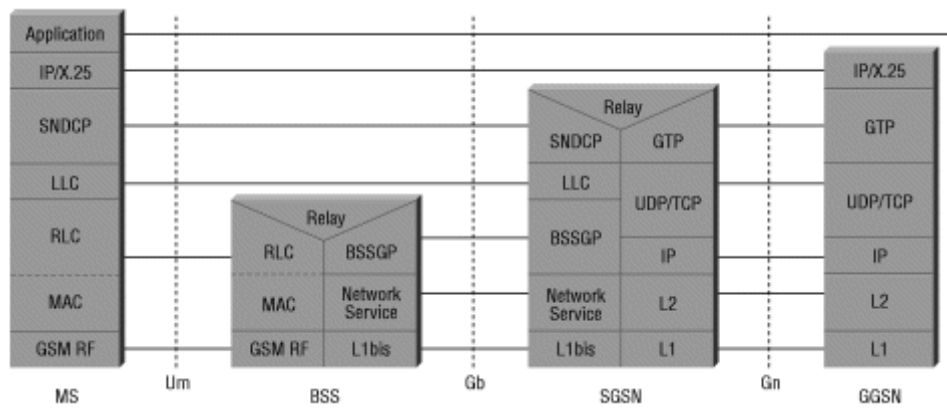 Application
IP/X.25
SNDCP
LLC
RLC
MAC
GSM RF
MS
Um
Relay
RLC
BSSGP
MAC
Network
Service
GSM RF
L1bis
BSS
Gb
Relay
SNDCP
GTP
LLC
UDP/TCP
BSSGP
IP
Network
Service
L2
L1bis
L1
SGSN
Gn
IP/X.25
GTP
UDP/TCP
IP
L2
L1
GGSN